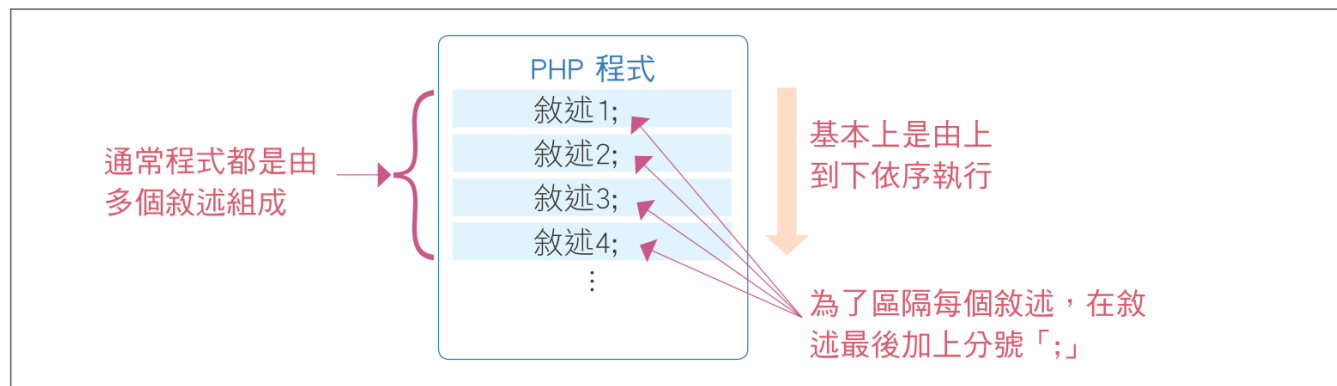 PHP 程式
敘述1;
敘述2;
敘述3;
敘述4;
⋮
通常程式都是由
多個敘述組成
基本上是由上
到下依序執行
為了區隔每個敘述，在敘
述最後加上分號「;」